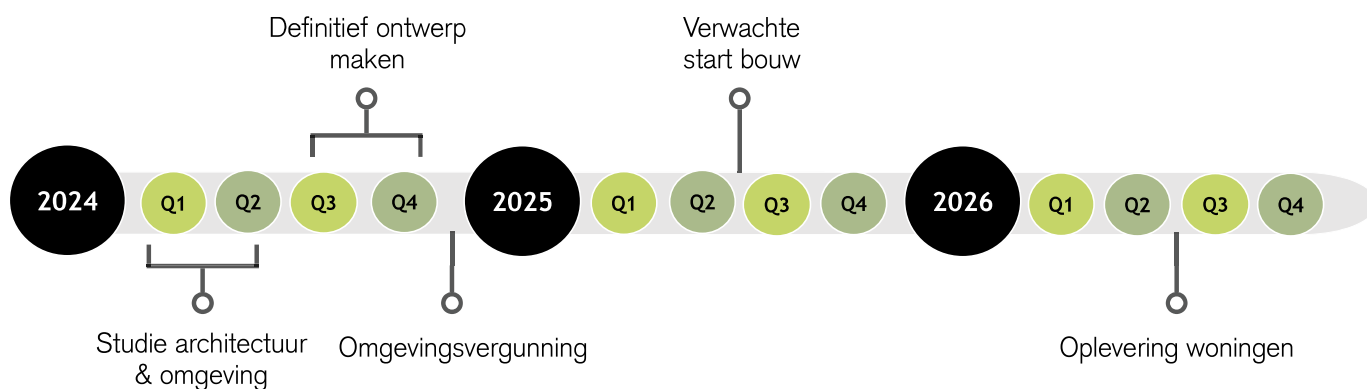 Definitief ontwerp
maken
Verwachte
start bouw
2024 Q1 Q2 Q3 Q4 2025 Q1 Q2 Q3 Q4 2026 Q1 Q2 Q3 Q4
Studie architectuur
& omgeving
Omgevingsvergunning
Oplevering woningen